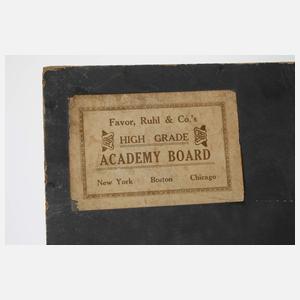 Favor, Ruhl & Co.'s
HIGH GRADE
ACADEMY BOARD
New York Boston Chicago